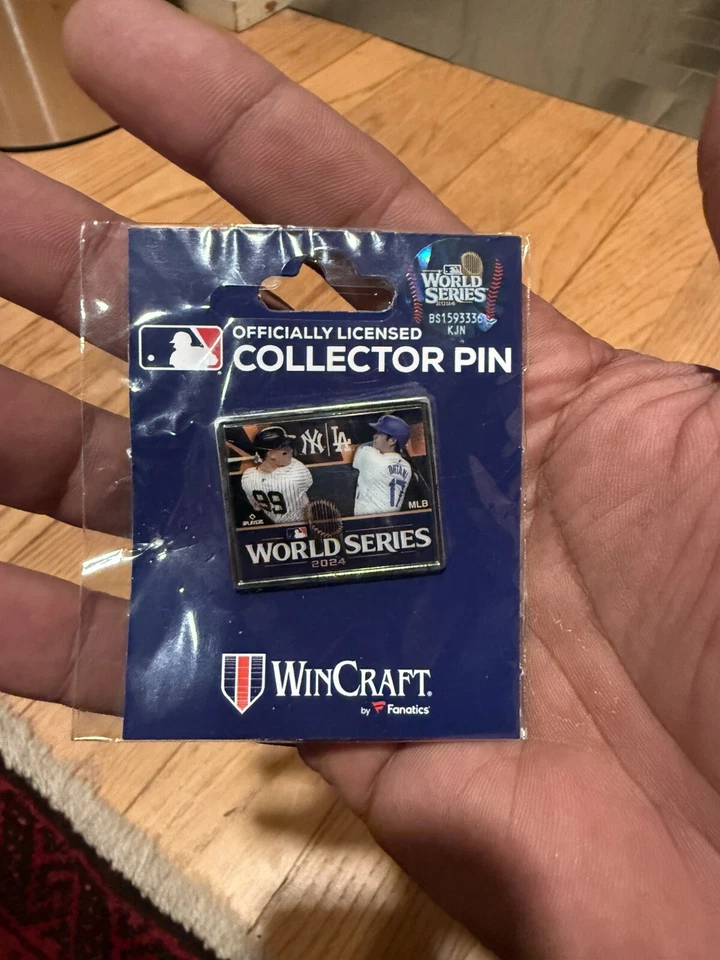 WORLD
SERIES
BS1593336
KJN
OFFICIALLY LICENSED
COLLECTOR PIN
NY LA
OHTANI
99
17
MLB
WORLD SERIES
2024
WINCRAFT®
by Fanatics